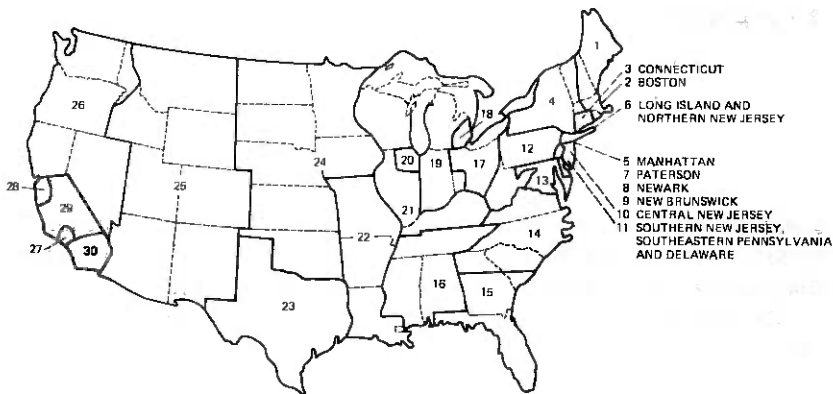 1
3 CONNECTICUT
2 BOSTON
6 LONG ISLAND AND
NORTHERN NEW JERSEY
4
26
18
12
5 MANHATTAN
7 PATERSON
8 NEWARK
9 NEW BRUNSWICK
10 CENTRAL NEW JERSEY
11 SOUTHERN NEW JERSEY,
SOUTHEASTERN PENNSYLVANIA
AND DELAWARE
24
20
19
17
13
28
25
29
21
27
30
22
14
23
16
15